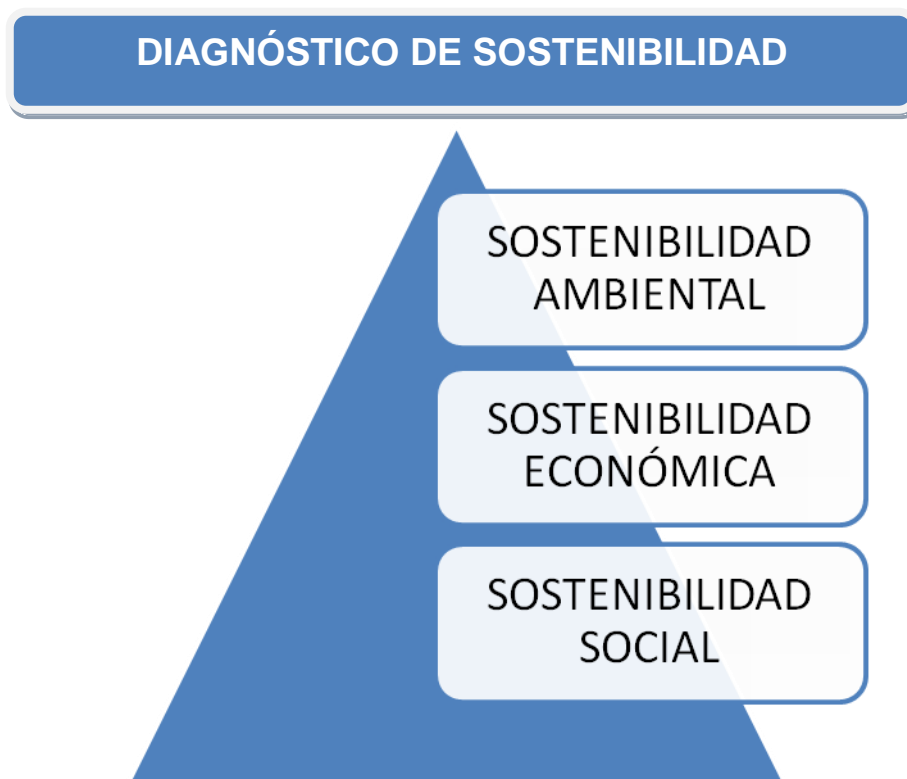 DIAGNÓSTICO DE SOSTENIBILIDAD
SOSTENIBILIDAD
AMBIENTAL
SOSTENIBILIDAD
ECONÓMICA
SOSTENIBILIDAD
SOCIAL